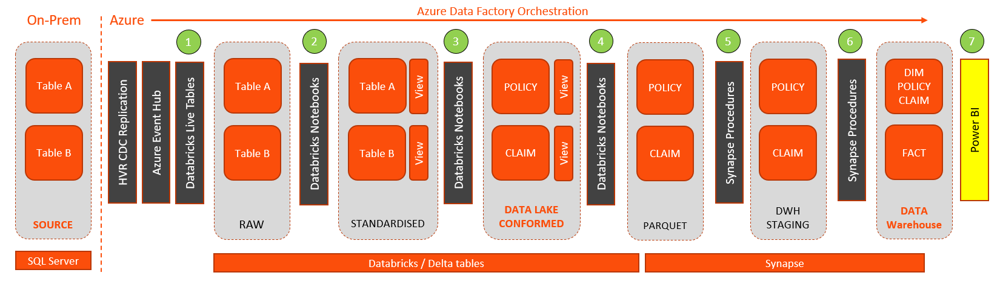 Azure Data Factory Orchestration
On-Prem
Azure
1
2
3
4
5
6
7
Table A
Table B
SOURCE
SQL Server
HVR CDC Replication
Azure Event Hub
Databricks Live Tables
Table A
Table B
RAW
Databricks Notebooks
Table A
View
Table B
View
STANDARDISED
Databricks Notebooks
POLICY
View
CLAIM
View
DATA LAKE
CONFORMED
Databricks Notebooks
POLICY
CLAIM
PARQUET
Synapse Procedures
POLICY
CLAIM
DWH
STAGING
Synapse Procedures
DIM
POLICY
CLAIM
FACT
DATA
Warehouse
Power BI
Databricks / Delta tables
Synapse